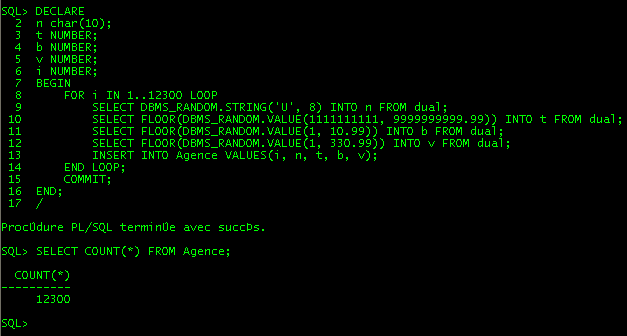 SQL> DECLARE
  2  n char(10);
  3  t NUMBER;
  4  b NUMBER;
  5  v NUMBER;
  6  i NUMBER;
  7  BEGIN
  8      FOR i IN 1..12300 LOOP
  9          SELECT DBMS_RANDOM.STRING('U', 8) INTO n FROM dual;
 10          SELECT FLOOR(DBMS_RANDOM.VALUE(1111111111, 9999999999.99)) INTO t FROM dual;
 11          SELECT FLOOR(DBMS_RANDOM.VALUE(1, 10.99)) INTO b FROM dual;
 12          SELECT FLOOR(DBMS_RANDOM.VALUE(1, 330.99)) INTO v FROM dual;
 13          INSERT INTO Agence VALUES(i, n, t, b, v);
 14      END LOOP;
 15      COMMIT;
 16  END;
 17  /
ProcÚdure PL/SQL terminÚe avec succÞs.
SQL> SELECT COUNT(*) FROM Agence;
  COUNT(*)
----------
     12300
SQL>